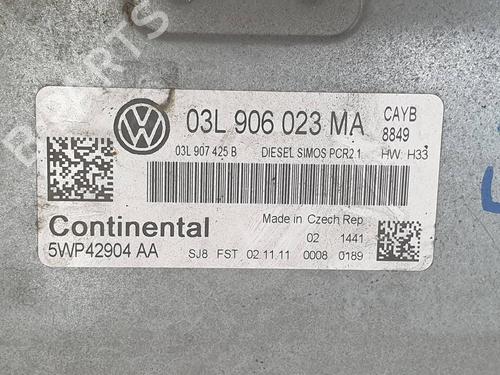 03L 906 023 MA
CAYB
8849
03L 907 425 B DIESEL SIMOS PCR2.1 HW: H33
Continental
5WP42904 AA
Made in Czech Rep
02 1441
SJ8 FST 02.11.11 0008 0189